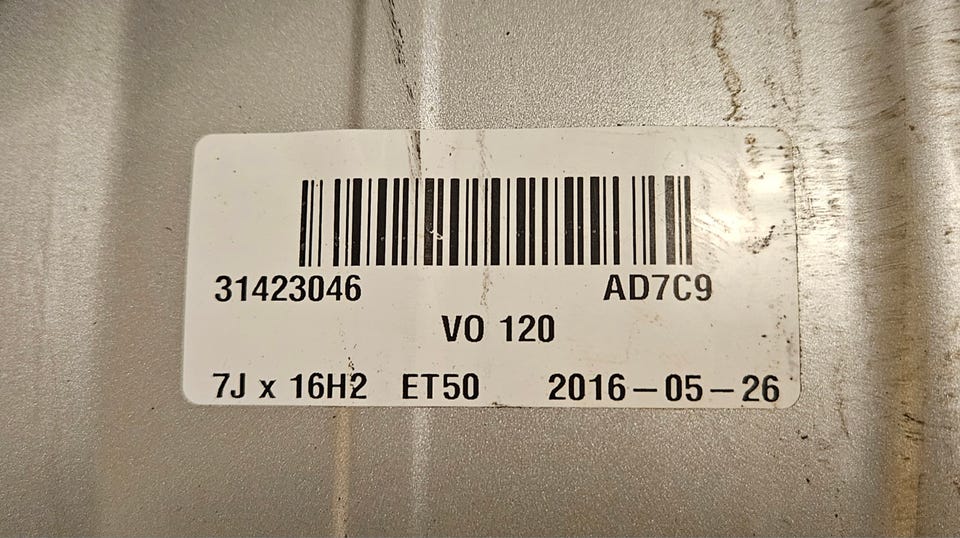 31423046 AD7C9
VO 120
7J x 16H2 ET50 2016-05-26